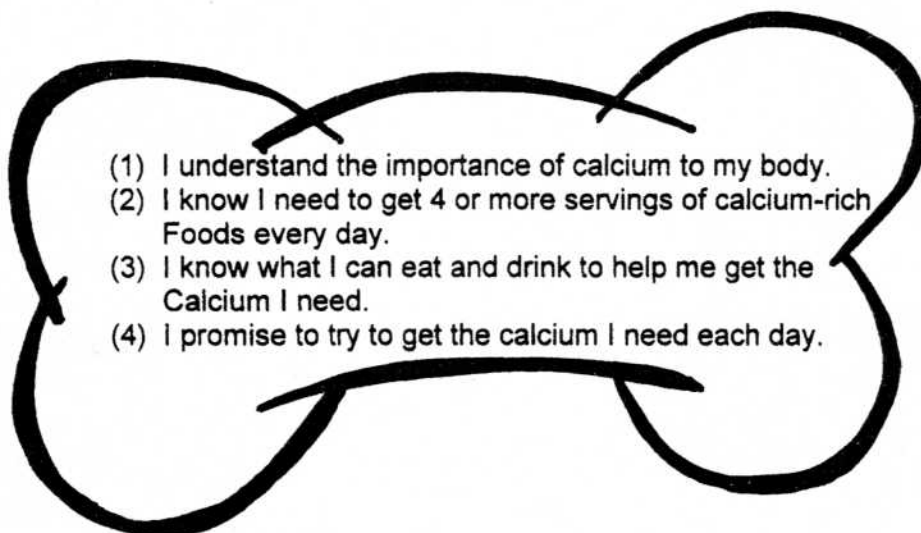 (1) I understand the importance of calcium to my body.
(2) I know I need to get 4 or more servings of calcium-rich
Foods every day.
(3) I know what I can eat and drink to help me get the
Calcium I need.
(4) I promise to try to get the calcium I need each day.